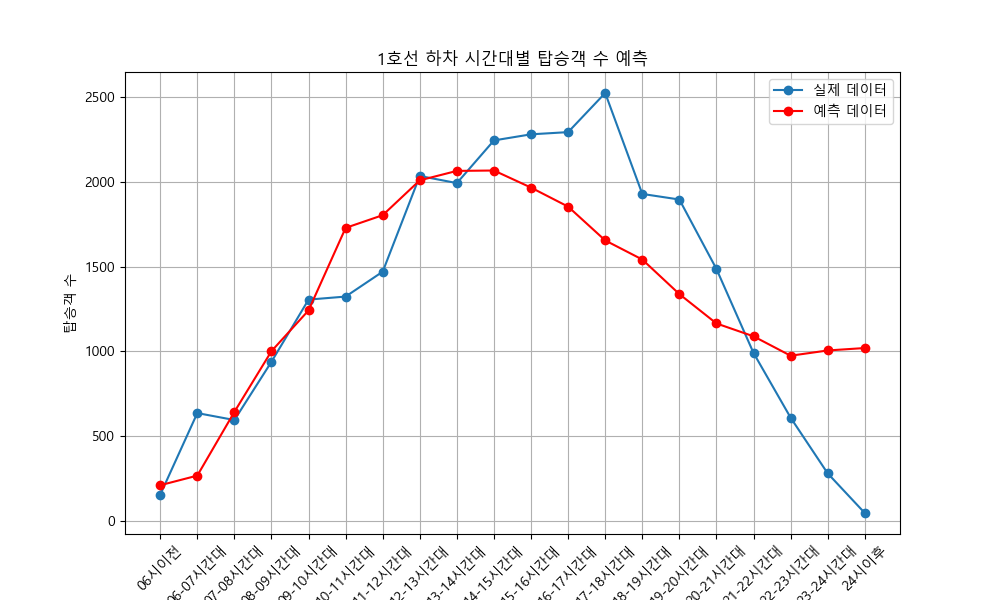 1호선 하차 시간대별 탑승객 수 예측
실제 데이터
예측 데이터
탑승객 수
2500
2000
1500
1000
500
0
06시이전
06-07시간대
07-08시간대
08-09시간대
09-10시간대
10-11시간대
11-12시간대
12-13시간대
13-14시간대
14-15시간대
15-16시간대
16-17시간대
17-18시간대
18-19시간대
19-20시간대
20-21시간대
21-22시간대
22-23시간대
23-24시간대
24시이후